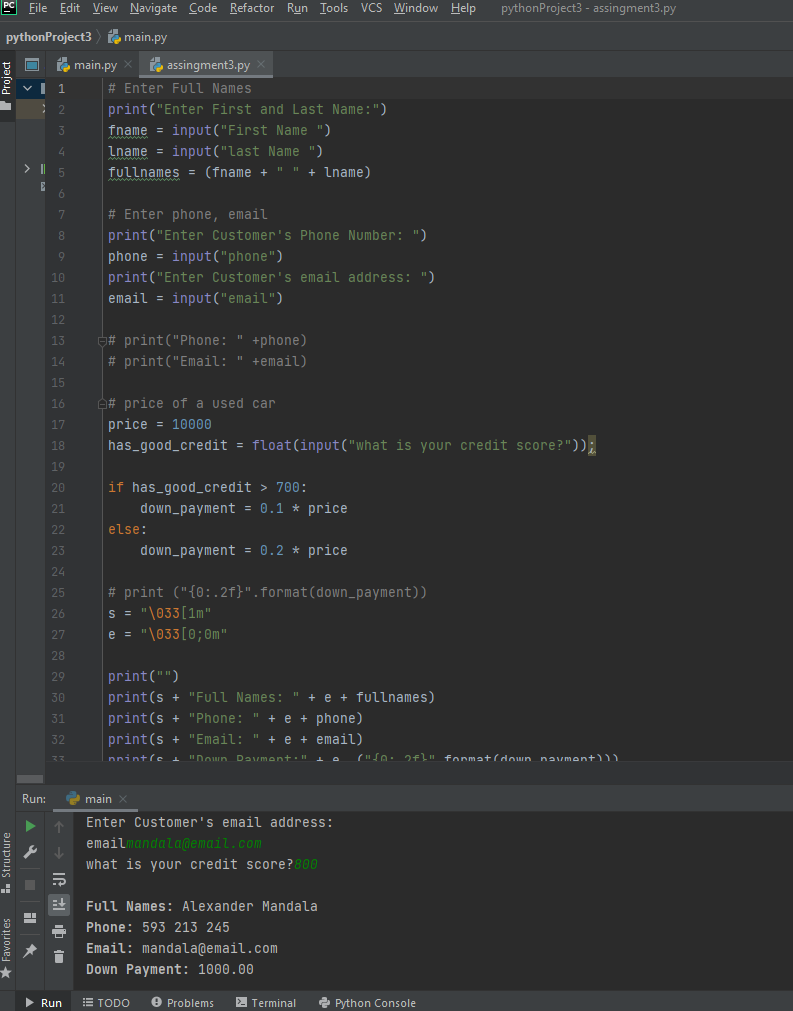 PC File Edit View Navigate Code Refactor Run Tools VCS Window Help pythonProject3 - assingment3.py
pythonProject3 main.py
Project
main.py assingment3.py
1 # Enter Full Names
2 print("Enter First and Last Name:")
3 fname = input("First Name ")
4 lname = input("last Name ")
5 fullnames = (fname + " " + lname)
6
7 # Enter phone, email
8 print("Enter Customer's Phone Number: ")
9 phone = input("phone")
10 print("Enter Customer's email address: ")
11 email = input("email")
12
13 # print("Phone: " +phone)
14 # print("Email: " +email)
15
16 # price of a used car
17 price = 10000
18 has_good_credit = float(input("what is your credit score?"));
19
20 if has_good_credit > 700:
21 down_payment = 0.1 * price
22 else:
23 down_payment = 0.2 * price
24
25 # print ("{0:.2f}".format(down_payment))
26 s = "\033[1m"
27 e = "\033[0;0m"
28
29 print("")
30 print(s + "Full Names: " + e + fullnames)
31 print(s + "Phone: " + e + phone)
32 print(s + "Email: " + e + email)
33 print(s + "Down Payment:" + e, ("{0:.2f}".format(down_payment)))
Run: main
Enter Customer's email address:
emailmandala@email.com
what is your credit score?800
Full Names: Alexander Mandala
Phone: 593 213 245
Email: mandala@email.com
Down Payment: 1000.00
Structure
Favorites
Run TODO Problems Terminal Python Console